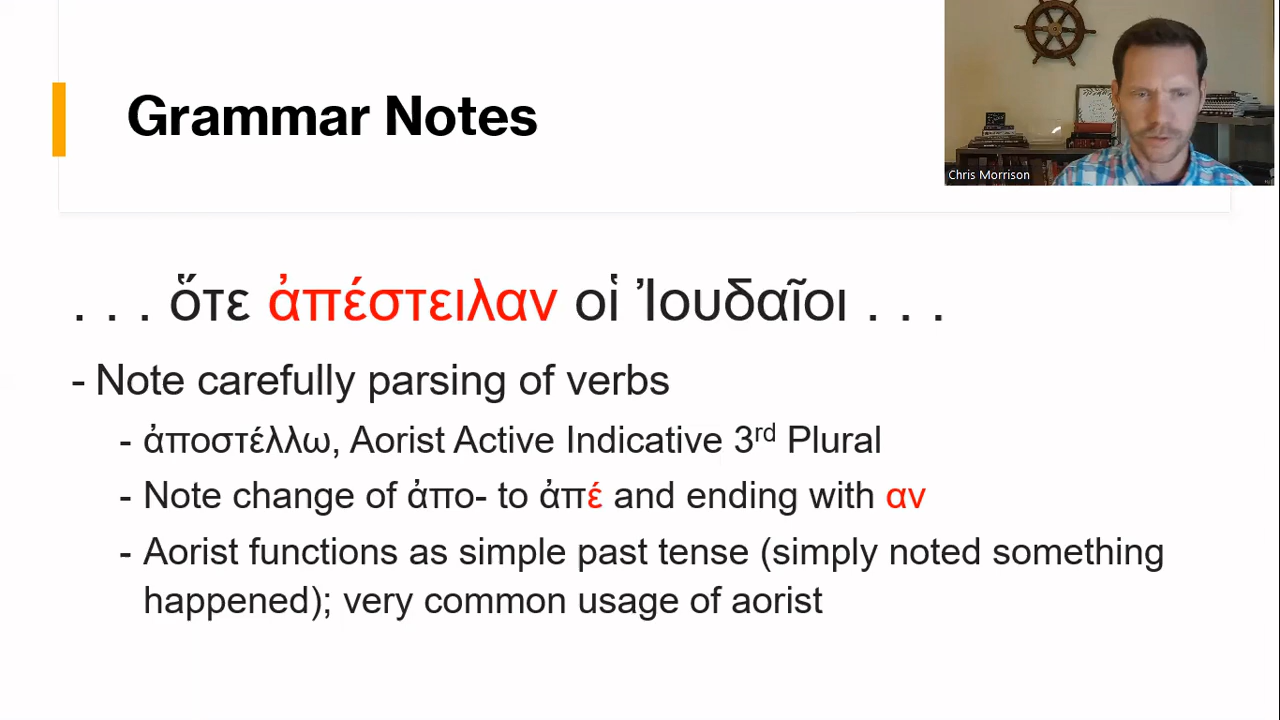 Grammar Notes
Chris Morrison
. . . ὅτε ἀπέστειλαν οἱ Ἰουδαῖοι . . .
- Note carefully parsing of verbs
- ἀποστέλλω, Aorist Active Indicative 3rd Plural
- Note change of ἀπο- to ἀπέ and ending with αν
- Aorist functions as simple past tense (simply noted something
happened); very common usage of aorist